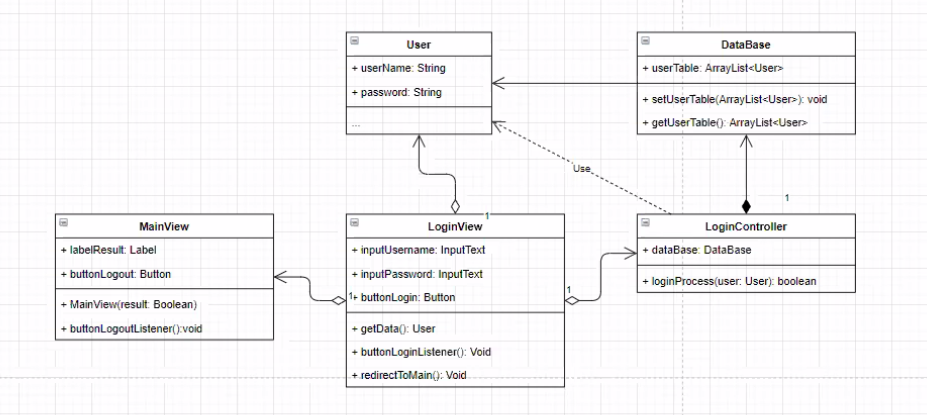 User
+ userName: String
+ password: String
...
DataBase
+ userTable: ArrayList<User>
+ setUserTable(ArrayList<User>): void
+ getUserTable(): ArrayList<User>
Use
1
1
MainView
+ labelResult: Label
+ buttonLogout: Button
+ MainView(result: Boolean)
+ buttonLogoutListener():void
LoginView
+ inputUsername: InputText
+ inputPassword: InputText
1
+ buttonLogin: Button
+ getData(): User
+ buttonLoginListener(): Void
+ redirectToMain(): Void
1
LoginController
+ dataBase: DataBase
+ loginProcess(user: User): boolean